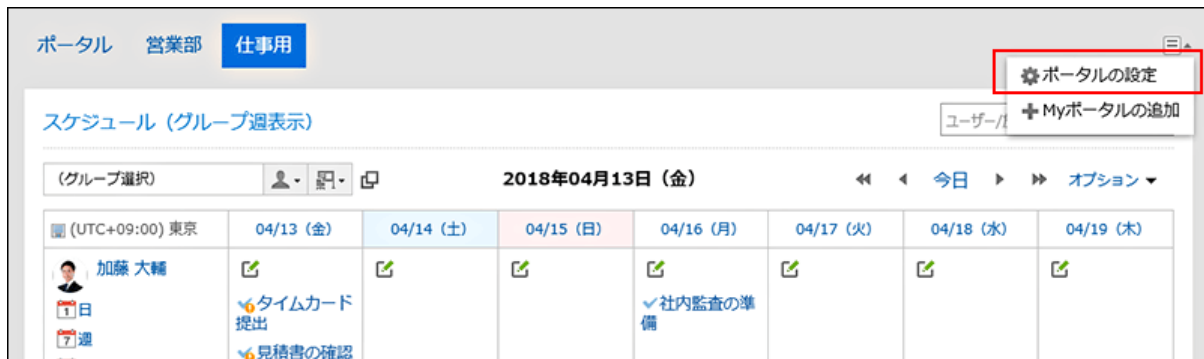 ポータル 営業部 仕事用
ポータルの設定
Myポータルの追加
スケジュール（グループ週表示）
ユーザー/
（グループ選択） 2018年04月13日（金） 今日 オプション
(UTC+09:00) 東京 04/13（金） 04/14（土） 04/15（日） 04/16（月） 04/17（火） 04/18（水） 04/19（木）
加藤 大輔
1日
7週
タイムカード
提出
見積書の確認
社内監査の準
備